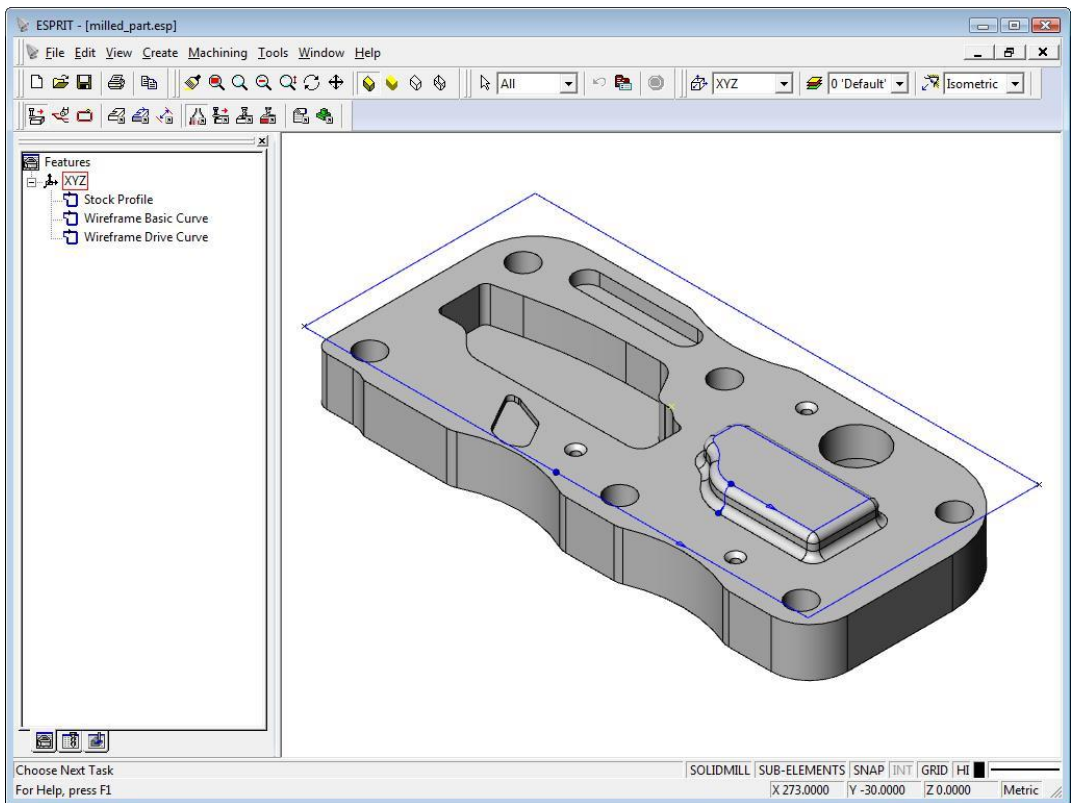 ESPRIT - [milled_part.esp]
File Edit View Create Machining Tools Window Help
All XYZ 0 'Default' Isometric
Features
XYZ
Stock Profile
Wireframe Basic Curve
Wireframe Drive Curve
Choose Next Task SOLIDMILL SUB-ELEMENTS SNAP INT GRID HI
For Help, press F1 X 273.0000 Y -30.0000 Z 0.0000 Metric